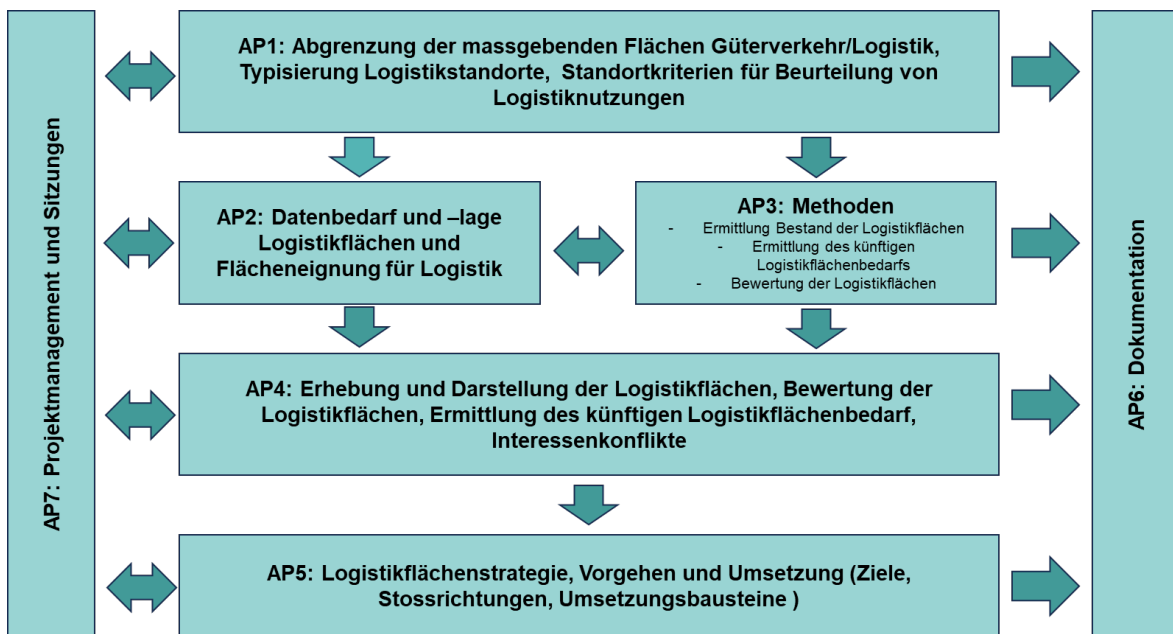 AP7: Projektmanagement und Sitzungen
AP1: Abgrenzung der massgebenden Flächen Güterverkehr/Logistik,
Typisierung Logistikstandorte, Standortkriterien für Beurteilung von
Logistiknutzungen
AP2: Datenbedarf und –lage
Logistikflächen und
Flächeneignung für Logistik
AP3: Methoden
- Ermittlung Bestand der Logistikflächen
- Ermittlung des künftigen
Logistikflächenbedarfs
- Bewertung der Logistikflächen
AP4: Erhebung und Darstellung der Logistikflächen, Bewertung der
Logistikflächen, Ermittlung des künftigen Logistikflächenbedarf,
Interessenkonflikte
AP5: Logistikflächenstrategie, Vorgehen und Umsetzung (Ziele,
Stossrichtungen, Umsetzungsbausteine )
AP6: Dokumentation